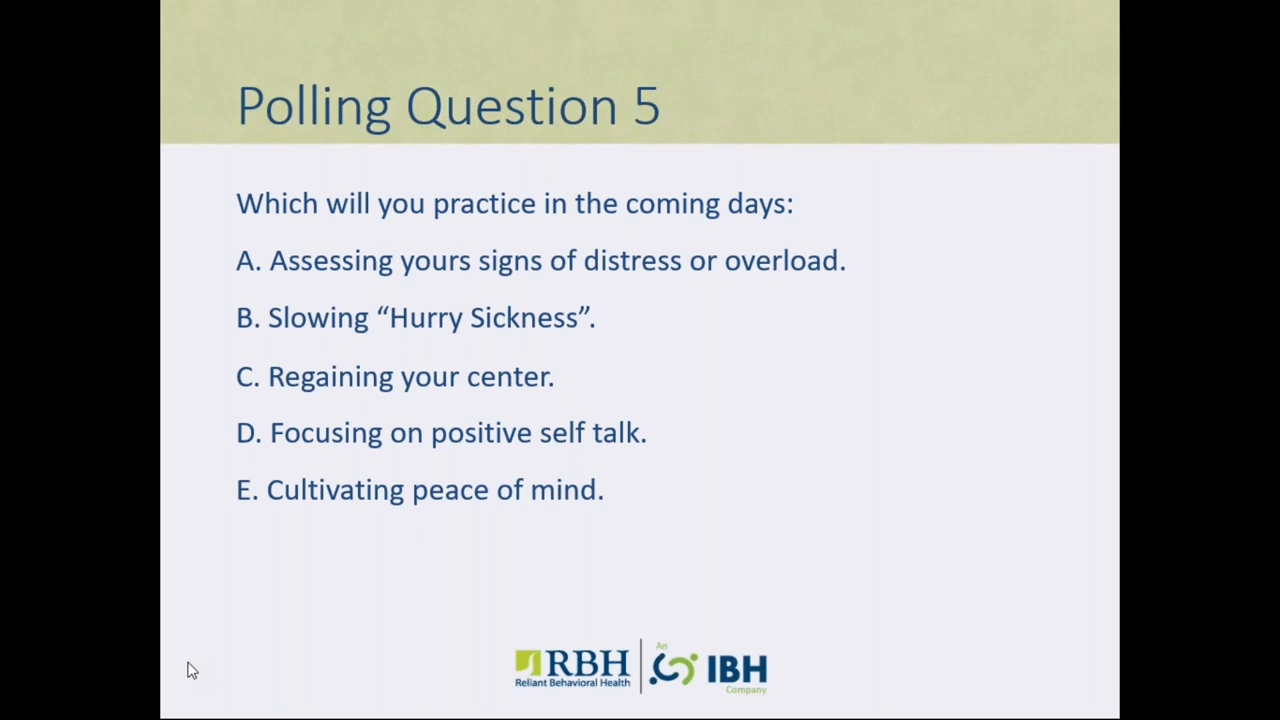 Polling Question 5
Which will you practice in the coming days:
A. Assessing yours signs of distress or overload.
B. Slowing “Hurry Sickness”.
C. Regaining your center.
D. Focusing on positive self talk.
E. Cultivating peace of mind.
RBH
Reliant Behavioral Health
An
IBH
Company